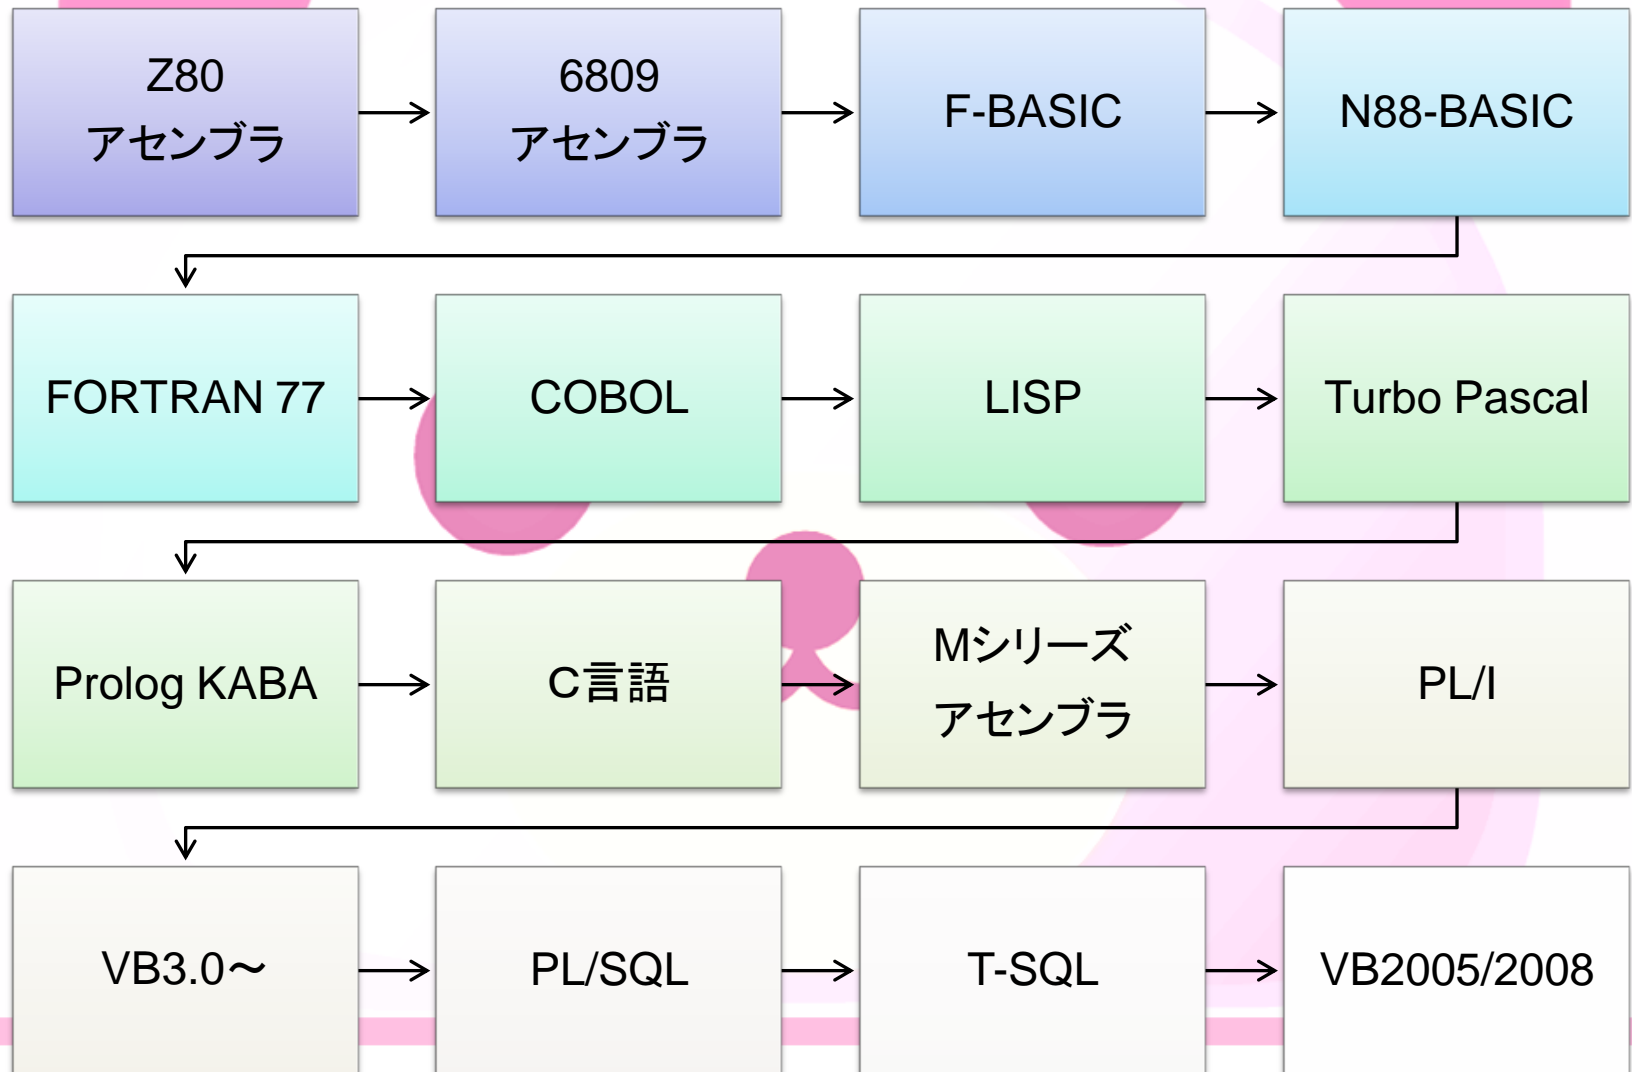 Z80
アセンブラ
6809
アセンブラ
F-BASIC
N88-BASIC
FORTRAN 77
COBOL
LISP
Turbo Pascal
Prolog KABA
C言語
Mシリーズ
アセンブラ
PL/I
VB3.0～
PL/SQL
T-SQL
VB2005/2008